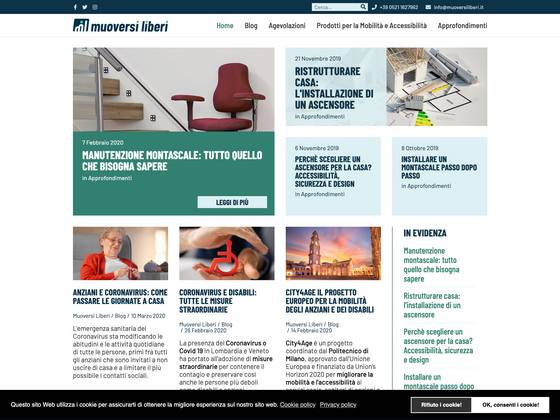 Cerca...
+39 0521 1627992
info@muoversiliberi.it
muoversi liberi
Home
Blog
Agevolazioni
Prodotti per la Mobilità e Accessibilità
Approfondimenti
7 Febbraio 2020
MANUTENZIONE MONTASCALE: TUTTO QUELLO
CHE BISOGNA SAPERE
in Approfondimenti
LEGGI DI PIÙ
21 Novembre 2019
RISTRUTTURARE
CASA:
L'INSTALLAZIONE DI
UN ASCENSORE
in Approfondimenti
6 Novembre 2019
PERCHÈ SCEGLIERE UN
ASCENSORE PER LA CASA?
ACCESSIBILITÀ,
SICUREZZA E DESIGN
in Approfondimenti
8 Ottobre 2019
INSTALLARE UN
MONTASCALE PASSO DOPO
PASSO
in Approfondimenti
ANZIANI E CORONAVIRUS: COME
PASSARE LE GIORNATE A CASA
Muoversi Liberi / Blog / 10 Marzo 2020
L'emergenza sanitaria del
Coronavirus sta modificando le
abitudini e le attività quotidiana
di tutte le persone, primi fra tutti
gli anziani che sono invitati a non
uscire di casa e a limitare il più
possibile i contatti sociali.
CORONAVIRUS E DISABILI:
TUTTE LE MISURE
STRAORDINARIE
Muoversi Liberi / Blog
/ 26 Febbraio 2020
La presena del Coronavirus o
Covid 19 in Lombardia e Veneto
ha portato all'adozione di misure
straordinarie per contenere il
contagio e preservare così
anche le persone più deboli
CITY4AGE IL PROGETTO
EUROPEO PER LA MOBILITÀ
DEGLI ANZIANI E DEI DISABILI
Muoversi Liberi / Blog
/ 14 Febbraio 2020
City4Age è un progetto
coordinato dal Politecnico di
Milano, approvato dall'Unione
Europea e finanziato da Union's
Horizon 2020 per migliorare la
mobilità e l'accessibilità ai
IN EVIDENZA
Manutenzione
montascale: tutto
quello che bisogna
sapere
Ristrutturare casa:
l'installazione di un
ascensore
Perchè scegliere un
ascensore per la casa?
Accessibilità, sicurezza
e design
Installare un
montascale passo dopo
Questo sito Web utilizza i cookie per assicurarti di ottenere la migliore esperienza sul nostro sito web. Cookie policy Privacy policy
Rifiuto i cookie!
OK, consento i cookie!